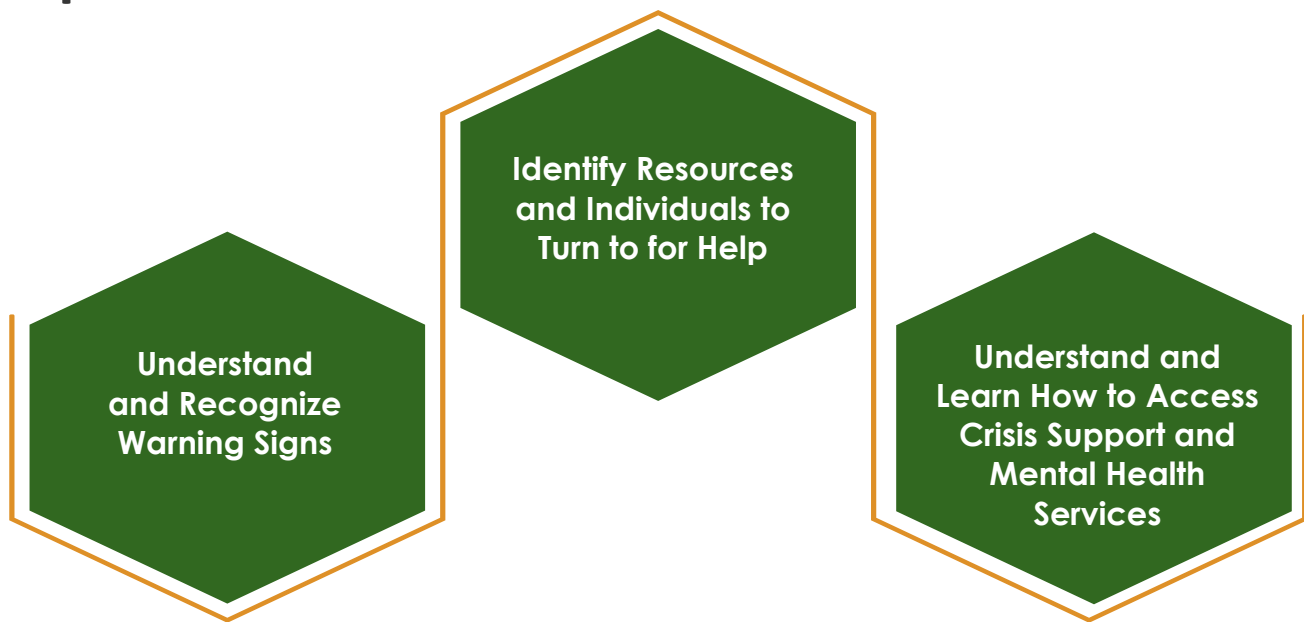 Understand
and Recognize
Warning Signs
Identify Resources
and Individuals to
Turn to for Help
Understand and
Learn How to Access
Crisis Support and
Mental Health
Services